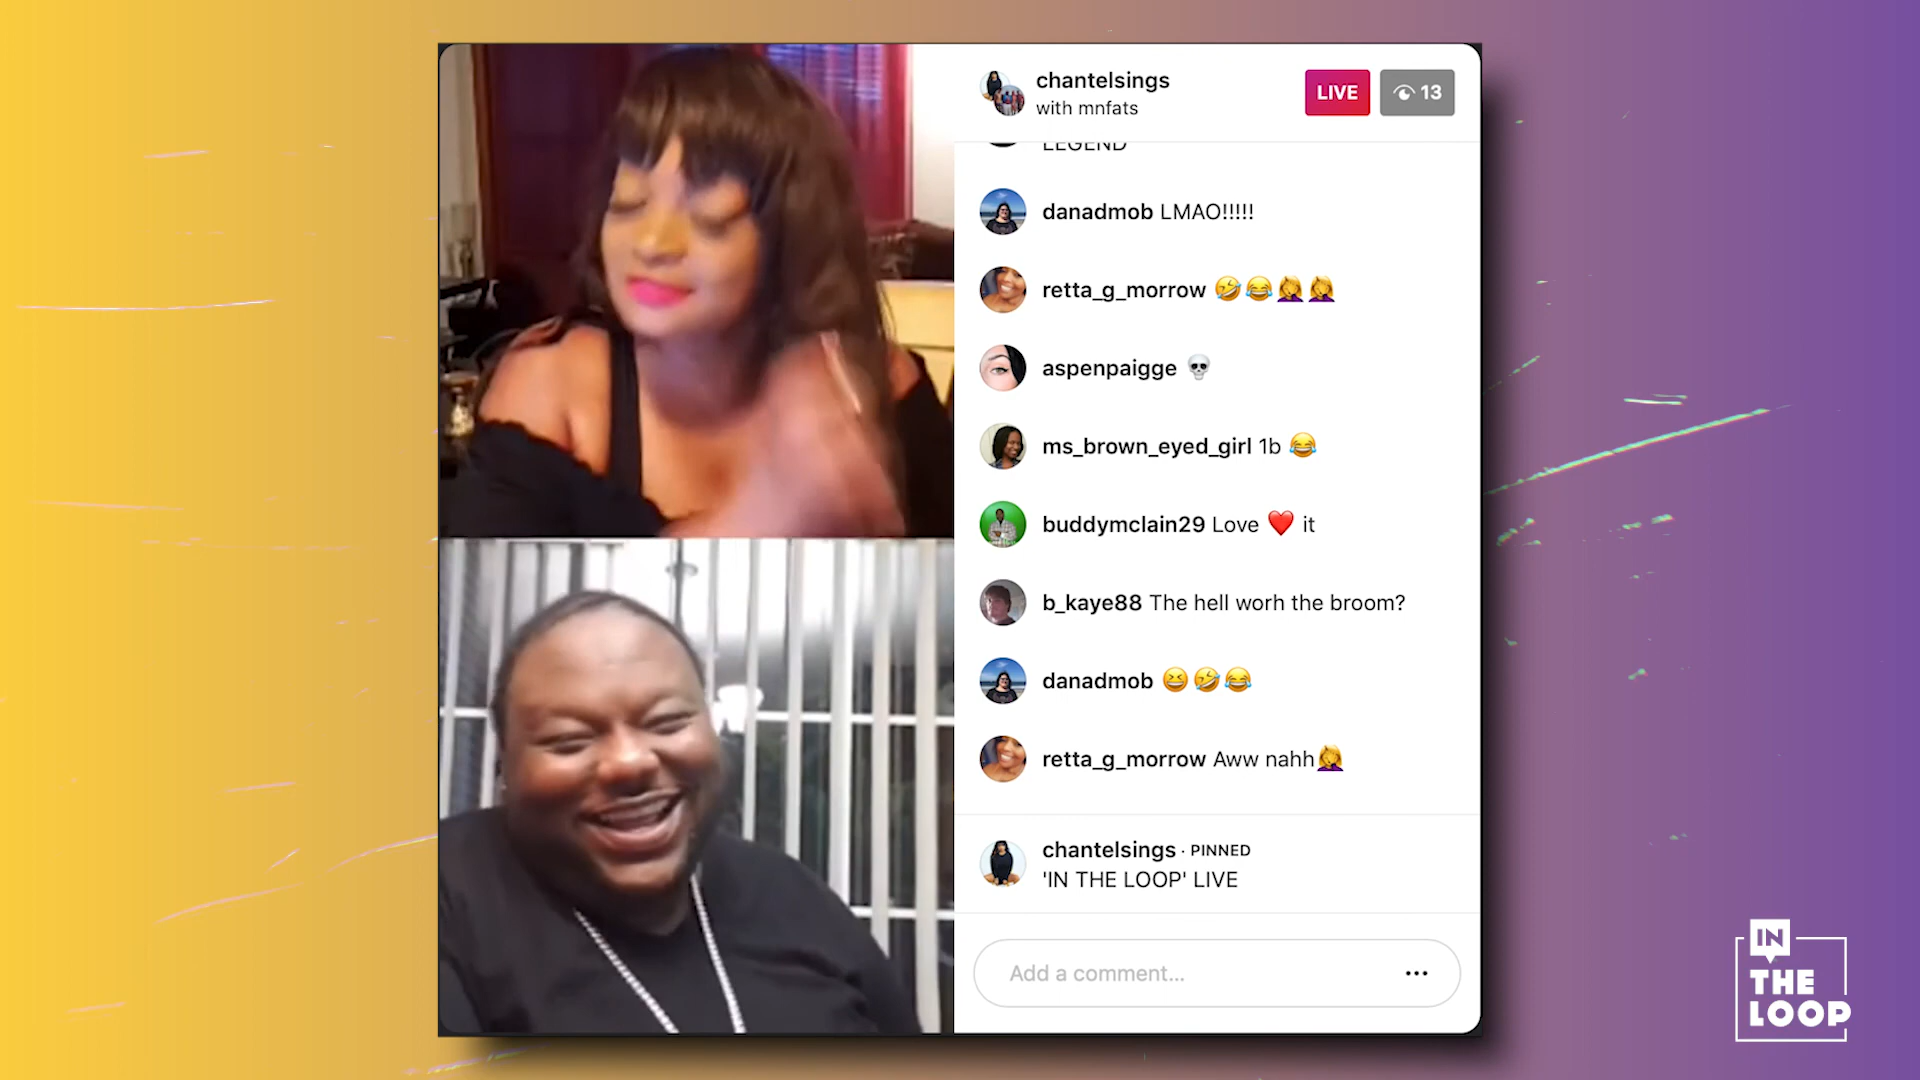 chantelsings
with mnfats
LIVE
13
LEGEND
danadmob LMAO!!!!!
retta_g_morrow 🤣😂🤦‍♀️🤦‍♀️
aspenpaigge 💀
ms_brown_eyed_girl 1b 😂
buddymclain29 Love ❤️ it
b_kaye88 The hell worh the broom?
danadmob 😆🤣😂
retta_g_morrow Aww nahh🤦‍♀️
chantelsings · PINNED
'IN THE LOOP' LIVE
Add a comment...
IN
THE
LOOP